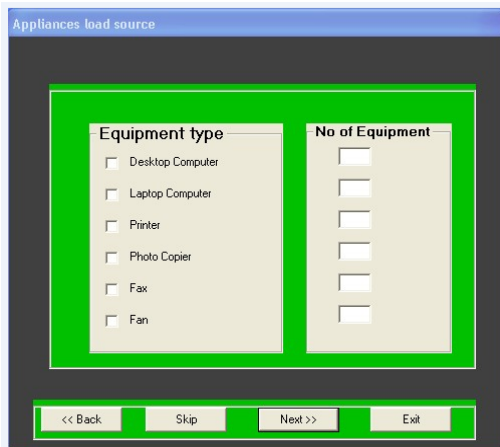 Appliances load source
Equipment type
No of Equipment
Desktop Computer
Laptop Computer
Printer
Photo Copier
Fax
Fan
<< Back
Skip
Next >>
Exit